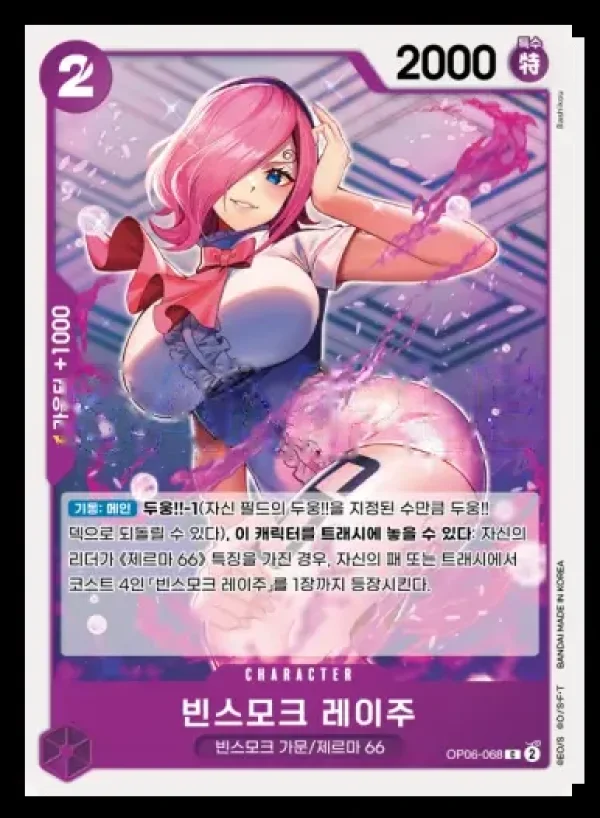 2
2000
특수
特
Bashikou
카운터 +1000
기동: 메인 두웅!!-1(자신 필드의 두웅!!을 지정된 수만큼 두웅!!
덱으로 되돌릴 수 있다), 이 캐릭터를 트래시에 놓을 수 있다: 자신의
리더가 《제르마 66》 특징을 가진 경우, 자신의 패 또는 트래시에서
코스트 4인 「빈스모크 레이주」를 1장까지 등장시킨다.
CHARACTER
빈스모크 레이주
빈스모크 가문/제르마 66
OP06-068 C 2
©EO/S ©O/S·F·T BANDAI MADE IN KOREA